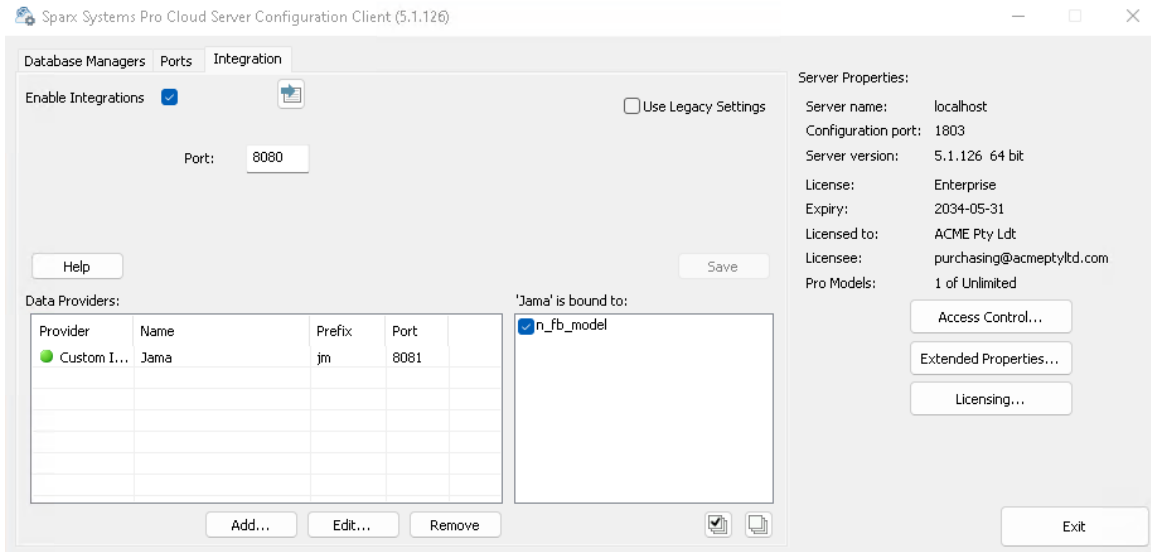 Sparx Systems Pro Cloud Server Configuration Client (5.1.126)
Database Managers Ports Integration
Enable Integrations
Use Legacy Settings
Port: 8080
Help
Save
Data Providers:
Provider Name Prefix Port
Custom I... Jama jm 8081
Add... Edit... Remove
'Jama' is bound to:
n_fb_model
Server Properties:
Server name: localhost
Configuration port: 1803
Server version: 5.1.126 64 bit
License: Enterprise
Expiry: 2034-05-31
Licensed to: ACME Pty Ldt
Licensee: purchasing@acmeptyltd.com
Pro Models: 1 of Unlimited
Access Control...
Extended Properties...
Licensing...
Exit